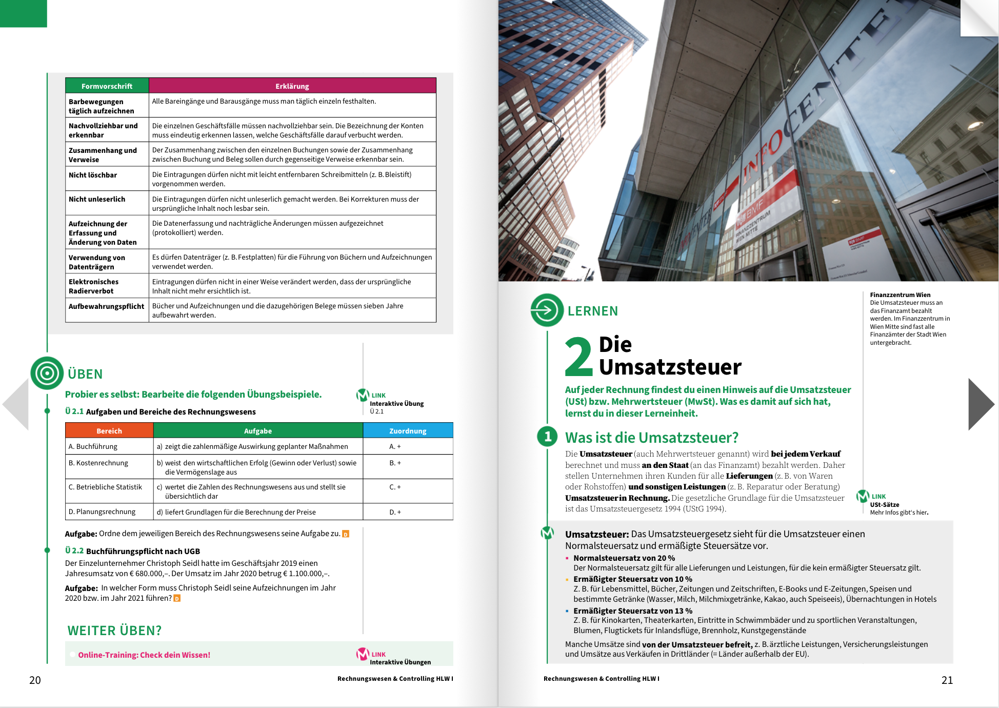 Formvorschrift
Erklärung
Barbewegungen
täglich aufzeichnen
Alle Bareingänge und Barausgänge muss man täglich einzeln festhalten.
Nachvollziehbar und
erkennbar
Die einzelnen Geschäftsfälle müssen nachvollziehbar sein. Die Bezeichnung der Konten
muss eindeutig erkennen lassen, welche Geschäftsfälle darauf verbucht werden.
Zusammenhang und
Verweise
Der Zusammenhang zwischen den einzelnen Buchungen sowie der Zusammenhang
zwischen Buchung und Beleg sollen durch gegenseitige Verweise erkennbar sein.
Nicht löschbar
Die Eintragungen dürfen nicht mit leicht entfernbaren Schreibmitteln (z. B. Bleistift)
vorgenommen werden.
Nicht unleserlich
Die Eintragungen dürfen nicht unleserlich gemacht werden. Bei Korrekturen muss der
ursprüngliche Inhalt noch lesbar sein.
Aufzeichnung der
Erfassung und
Änderung von Daten
Die Datenerfassung und nachträgliche Änderungen müssen aufgezeichnet
(protokolliert) werden.
Verwendung von
Datenträgern
Es dürfen Datenträger (z. B. Festplatten) für die Führung von Büchern und Aufzeichnungen
verwendet werden.
Elektronisches
Radierverbot
Eintragungen dürfen nicht in einer Weise verändert werden, dass der ursprüngliche
Inhalt nicht mehr ersichtlich ist.
Aufbewahrungspflicht
Bücher und Aufzeichnungen und die dazugehörigen Belege müssen sieben Jahre
aufbewahrt werden.
ÜBEN
Probier es selbst: Bearbeite die folgenden Übungsbeispiele.
LINK
Interaktive Übung
Ü 2.1
Ü 2.1 Aufgaben und Bereiche des Rechnungswesens
Bereich
Aufgabe
Zuordnung
A. Buchführung
a) zeigt die zahlenmäßige Auswirkung geplanter Maßnahmen
A. +
B. Kostenrechnung
b) weist den wirtschaftlichen Erfolg (Gewinn oder Verlust) sowie
die Vermögenslage aus
B. +
C. Betriebliche Statistik
c) wertet die Zahlen des Rechnungswesens aus und stellt sie
übersichtlich dar
C. +
D. Planungsrechnung
d) liefert Grundlagen für die Berechnung der Preise
D. +
Aufgabe: Ordne dem jeweiligen Bereich des Rechnungswesens seine Aufgabe zu. D
Ü 2.2 Buchführungspflicht nach UGB
Der Einzelunternehmer Christoph Seidl hatte im Geschäftsjahr 2019 einen
Jahresumsatz von € 680.000,–. Der Umsatz im Jahr 2020 betrug € 1.100.000,–.
Aufgabe: In welcher Form muss Christoph Seidl seine Aufzeichnungen im Jahr
2020 bzw. im Jahr 2021 führen? D
WEITER ÜBEN?
Online-Training: Check dein Wissen!
LINK
Interaktive Übungen
20
Rechnungswesen & Controlling HLW I
INFOCENTE
BMF
BMF
FINANZZENTRUM
WIEN MITTE
BMF
LERNEN
Finanzzentrum Wien
Die Umsatzsteuer muss an
das Finanzamt bezahlt
werden. Im Finanzzentrum in
Wien Mitte sind fast alle
Finanzämter der Stadt Wien
untergebracht.
2 Die
Umsatzsteuer
Auf jeder Rechnung findest du einen Hinweis auf die Umsatzsteuer
(USt) bzw. Mehrwertsteuer (MwSt). Was es damit auf sich hat,
lernst du in dieser Lerneinheit.
1 Was ist die Umsatzsteuer?
Die Umsatzsteuer (auch Mehrwertsteuer genannt) wird bei jedem Verkauf
berechnet und muss an den Staat (an das Finanzamt) bezahlt werden. Daher
stellen Unternehmen ihren Kunden für alle Lieferungen (z. B. von Waren
oder Rohstoffen) und sonstigen Leistungen (z. B. Reparatur oder Beratung)
Umsatzsteuer in Rechnung. Die gesetzliche Grundlage für die Umsatzsteuer
ist das Umsatzsteuergesetz 1994 (UStG 1994).
LINK
USt-Sätze
Mehr Infos gibt's hier.
Umsatzsteuer: Das Umsatzsteuergesetz sieht für die Umsatzsteuer einen
Normalsteuersatz und ermäßigte Steuersätze vor.
▪ Normalsteuersatz von 20 %
Der Normalsteuersatz gilt für alle Lieferungen und Leistungen, für die kein ermäßigter Steuersatz gilt.
▪ Ermäßigter Steuersatz von 10 %
Z. B. für Lebensmittel, Bücher, Zeitungen und Zeitschriften, E-Books und E-Zeitungen, Speisen und
bestimmte Getränke (Wasser, Milch, Milchmixgetränke, Kakao, auch Speiseeis), Übernachtungen in Hotels
▪ Ermäßigter Steuersatz von 13 %
Z. B. für Kinokarten, Theaterkarten, Eintritte in Schwimmbäder und zu sportlichen Veranstaltungen,
Blumen, Flugtickets für Inlandsflüge, Brennholz, Kunstgegenstände
Manche Umsätze sind von der Umsatzsteuer befreit, z. B. ärztliche Leistungen, Versicherungsleistungen
und Umsätze aus Verkäufen in Drittländer (= Länder außerhalb der EU).
Rechnungswesen & Controlling HLW I
21